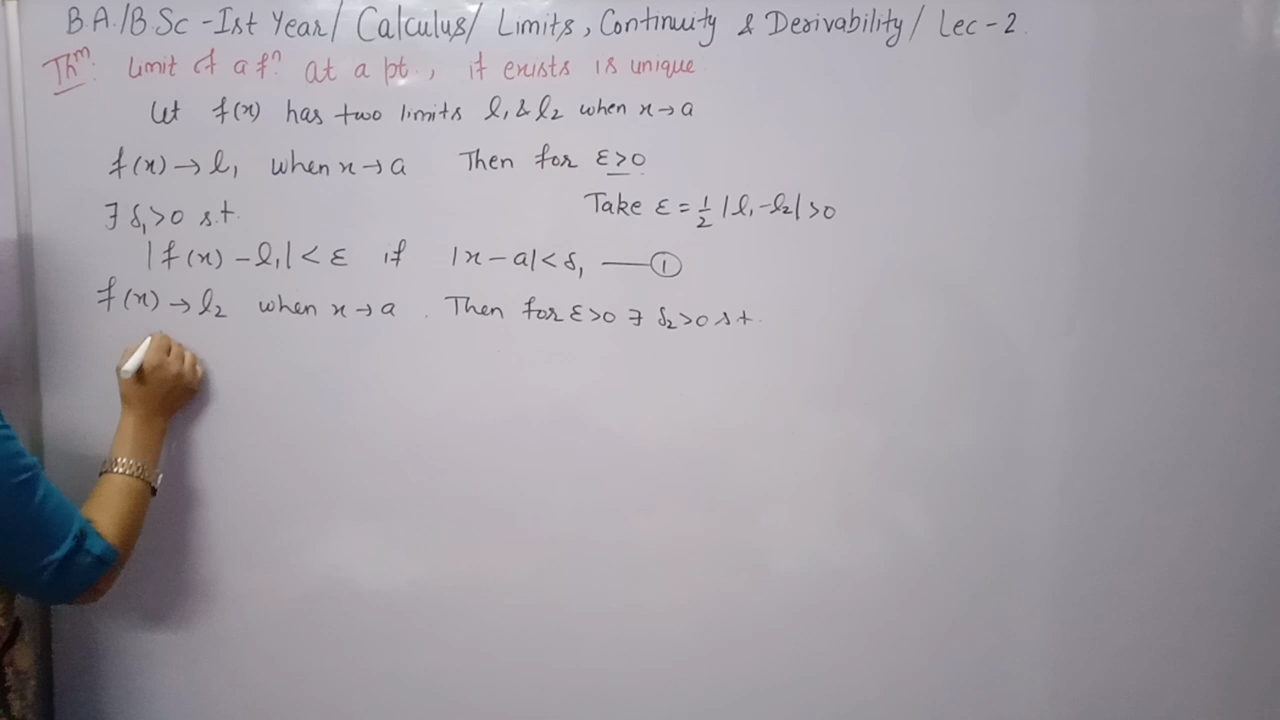 B.A./B.Sc - Ist Year/ Calculus/ Limits, Continuity & Derivability/ Lec-2
Thm: Limit of a fn at a pt., if exists is unique
Let f(x) has two limits l₁ & l₂ when x→a
f(x)→l₁ when x→a Then for ε>0
∃ δ₁>0 s.t. Take ε = 1/2 |l₁-l₂|>0
|f(x)-l₁|<ε if |x-a|<δ₁ —— ①
f(x)→l₂ when x→a. Then for ε>0 ∃ δ₂>0 s.t.